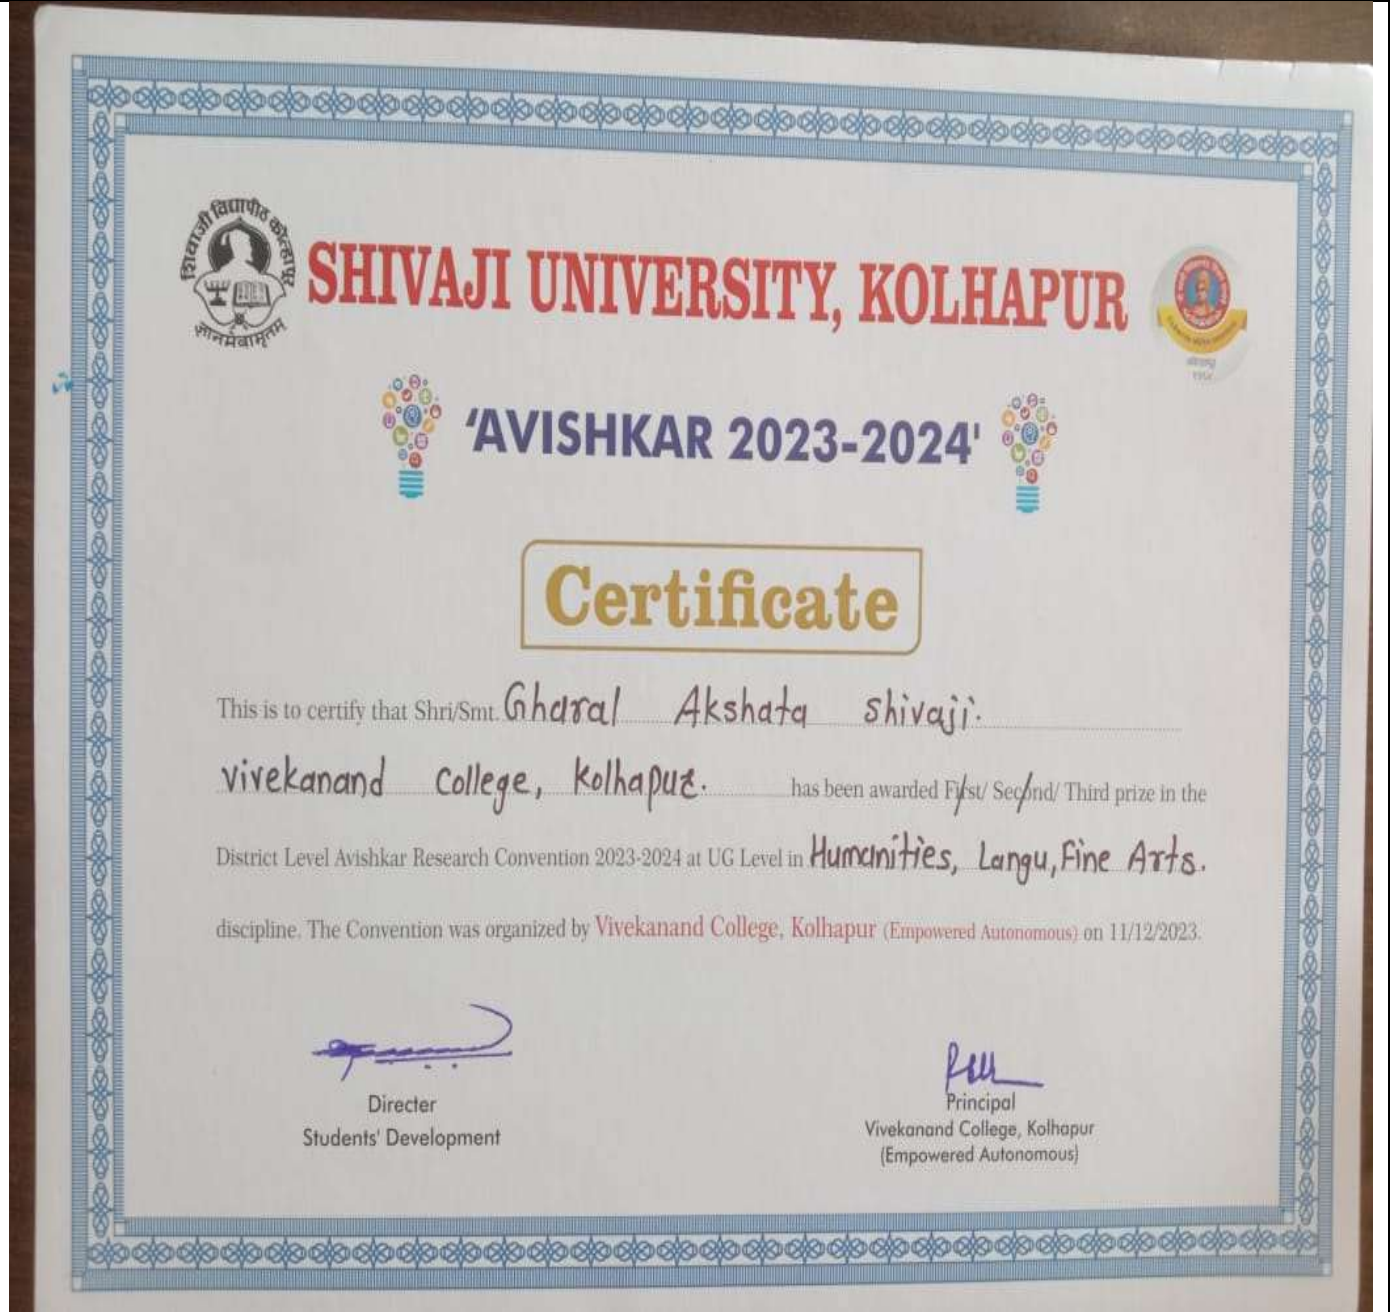 शिवाजी विद्यापीठ कोल्हापूर
ज्ञानमेवामृतम्
SHIVAJI UNIVERSITY, KOLHAPUR
'AVISHKAR 2023-2024'
Certificate
This is to certify that Shri/Smt. Gharal Akshata Shivaji.
Vivekanand College, Kolhapur. has been awarded First/ Second/ Third prize in the
District Level Avishkar Research Convention 2023-2024 at UG Level in Humanities, Langu, Fine Arts.
discipline. The Convention was organized by Vivekanand College, Kolhapur (Empowered Autonomous) on 11/12/2023.
Directer
Students' Development
Principal
Vivekanand College, Kolhapur
(Empowered Autonomous)